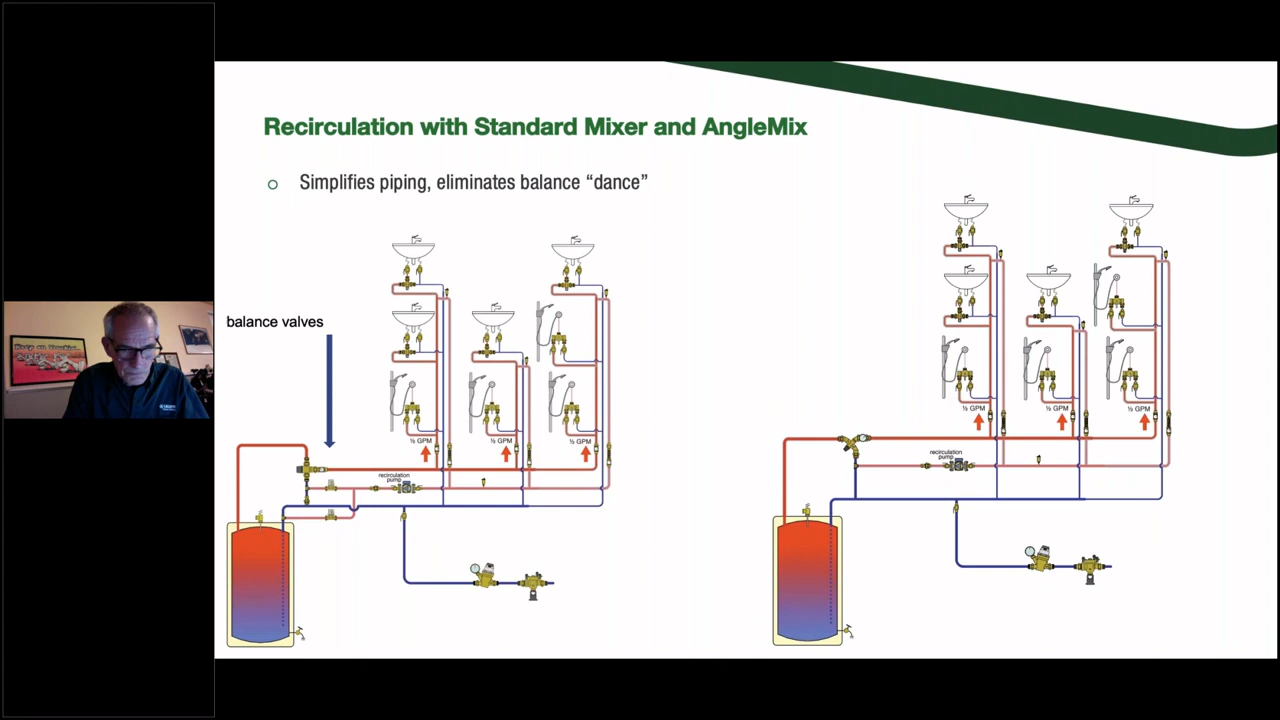 Recirculation with Standard Mixer and AngleMix
Simplifies piping, eliminates balance “dance”
balance valves
½ GPM
½ GPM
½ GPM
recirculation
pump
½ GPM
½ GPM
½ GPM
recirculation
pump